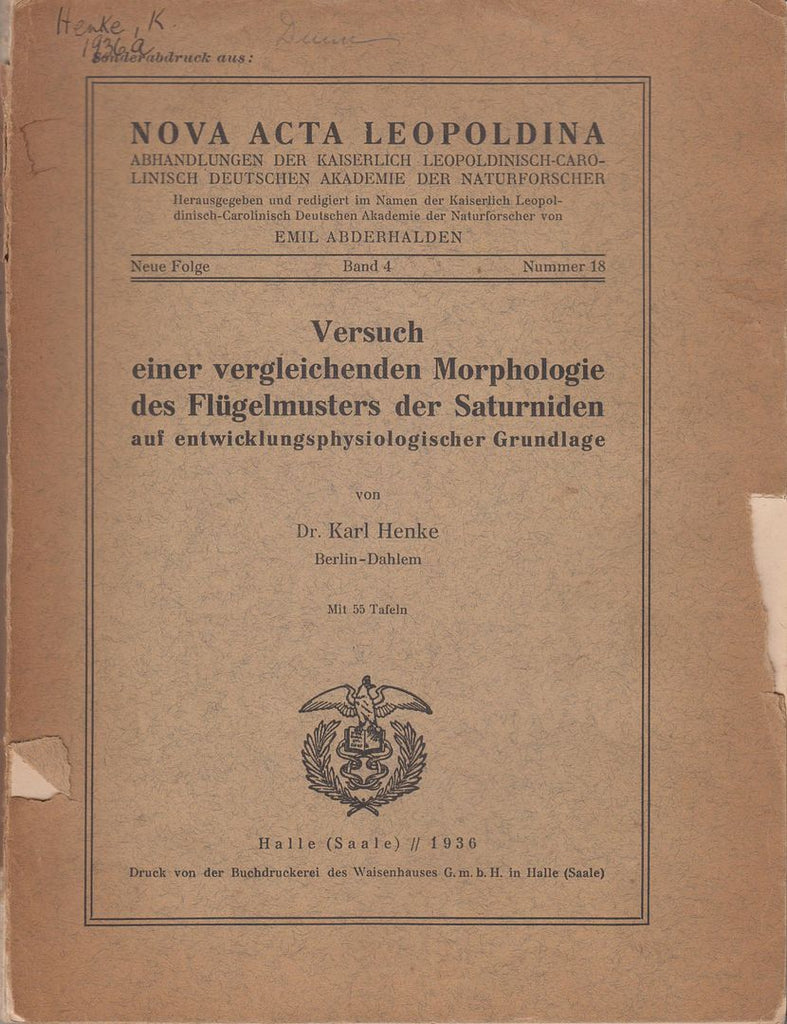 Henke, K.
1936a
Sonderabdruck aus:
NOVA ACTA LEOPOLDINA
ABHANDLUNGEN DER KAISERLICH LEOPOLDINISCH-CARO-
LINISCH DEUTSCHEN AKADEMIE DER NATURFORSCHER
Herausgegeben und redigiert im Namen der Kaiserlich Leopol-
dinisch-Carolinisch Deutschen Akademie der Naturforscher von
EMIL ABDERHALDEN
Neue Folge Band 4 Nummer 18
Versuch
einer vergleichenden Morphologie
des Flügelmusters der Saturniden
auf entwicklungsphysiologischer Grundlage
von
Dr. Karl Henke
Berlin-Dahlem
Mit 55 Tafeln
Halle (Saale) // 1936
Druck von der Buchdruckerei des Waisenhauses G. m. b. H. in Halle (Saale)